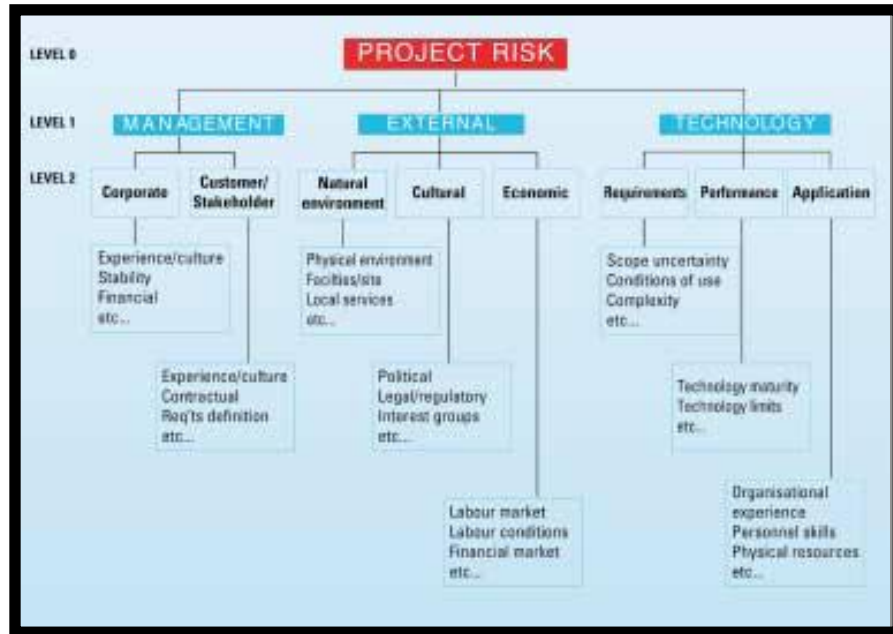 LEVEL 0
PROJECT RISK
LEVEL 1
MANAGEMENT
EXTERNAL
TECHNOLOGY
LEVEL 2
Corporate
Customer/
Stakeholder
Natural
environment
Cultural
Economic
Requirements
Performance
Application
Experience/culture
Stability
Financial
etc...
Experience/culture
Contractual
Req'ts definition
etc...
Physical environment
Facilties/site
Local services
etc...
Political
Legal/regulatory
Interest groups
etc...
Labour market
Labour conditions
Financial market
etc...
Scope uncertainty
Conditions of use
Complexity
etc...
Technology maturity
Technology limits
etc...
Organisational
experience
Personnel skills
Physical resources
etc...